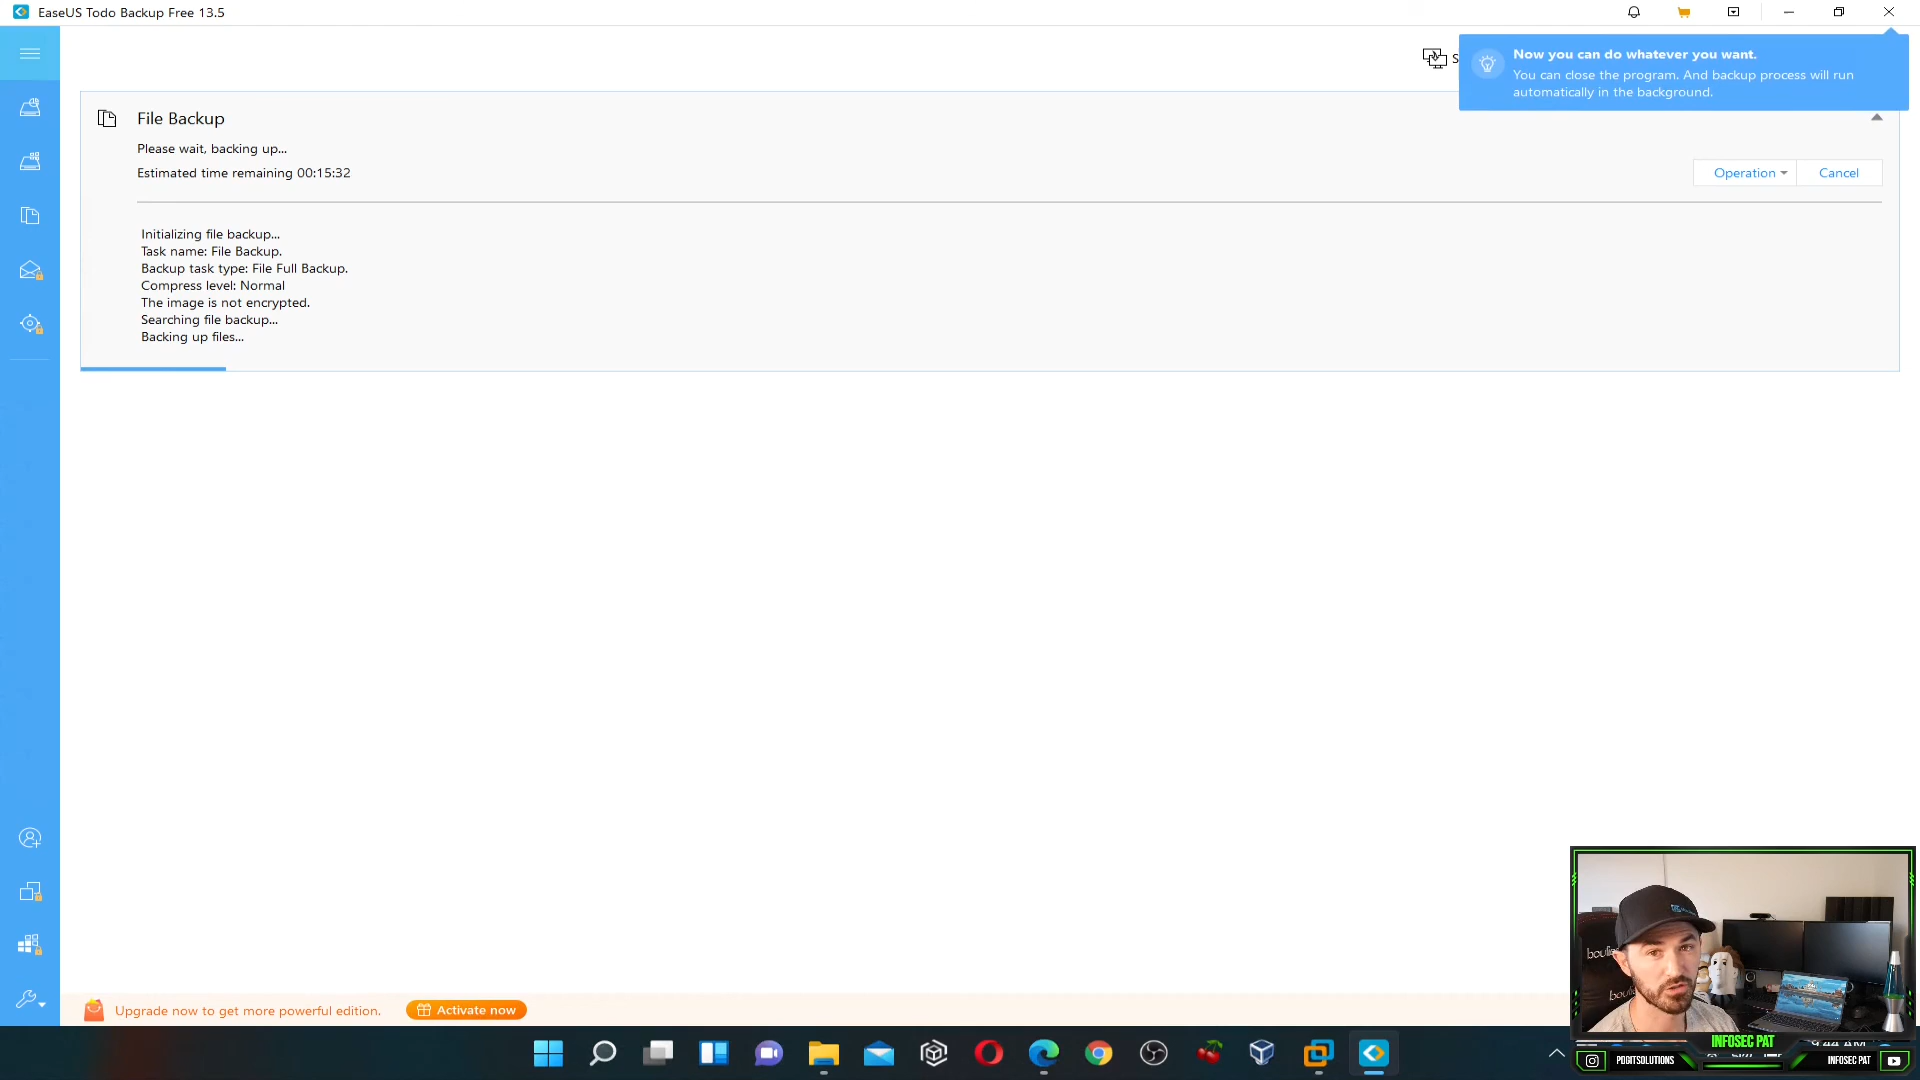 EaseUS Todo Backup Free 13.5
Now you can do whatever you want.
You can close the program. And backup process will run
automatically in the background.
File Backup
Please wait, backing up...
Estimated time remaining 00:15:32
Operation
Cancel
Initializing file backup...
Task name: File Backup.
Backup task type: File Full Backup.
Compress level: Normal
The image is not encrypted.
Searching file backup...
Backing up files...
Upgrade now to get more powerful edition.
Activate now
INFOSEC PAT
PDDITSOLUTIONS
INFOSEC PAT